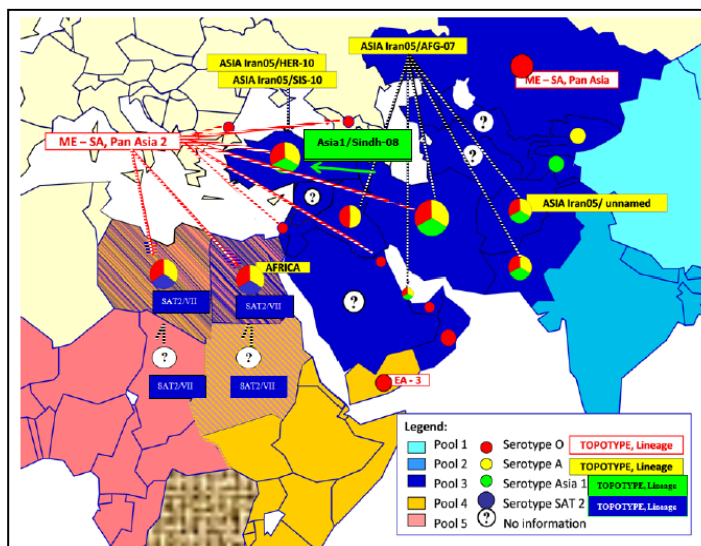 ASIA Iran05/HER-10
ASIA Iran05/SIS-10
ASIA Iran05/AFG-07
ME – SA, Pan Asia
?
ME – SA, Pan Asia 2
Asia1/Sindh-08
?
?
?
ASIA Iran05/ unnamed
AFRICA
SAT2/VII
SAT2/VII
?
?
?
SAT2/VII
SAT2/VII
EA - 3
Legend:
Pool 1
Pool 2
Pool 3
Pool 4
Pool 5
Serotype O
Serotype A
Serotype Asia 1
Serotype SAT 2
? No information
TOPOTYPE, Lineage
TOPOTYPE, Lineage
TOPOTYPE, Lineage
TOPOTYPE, Lineage